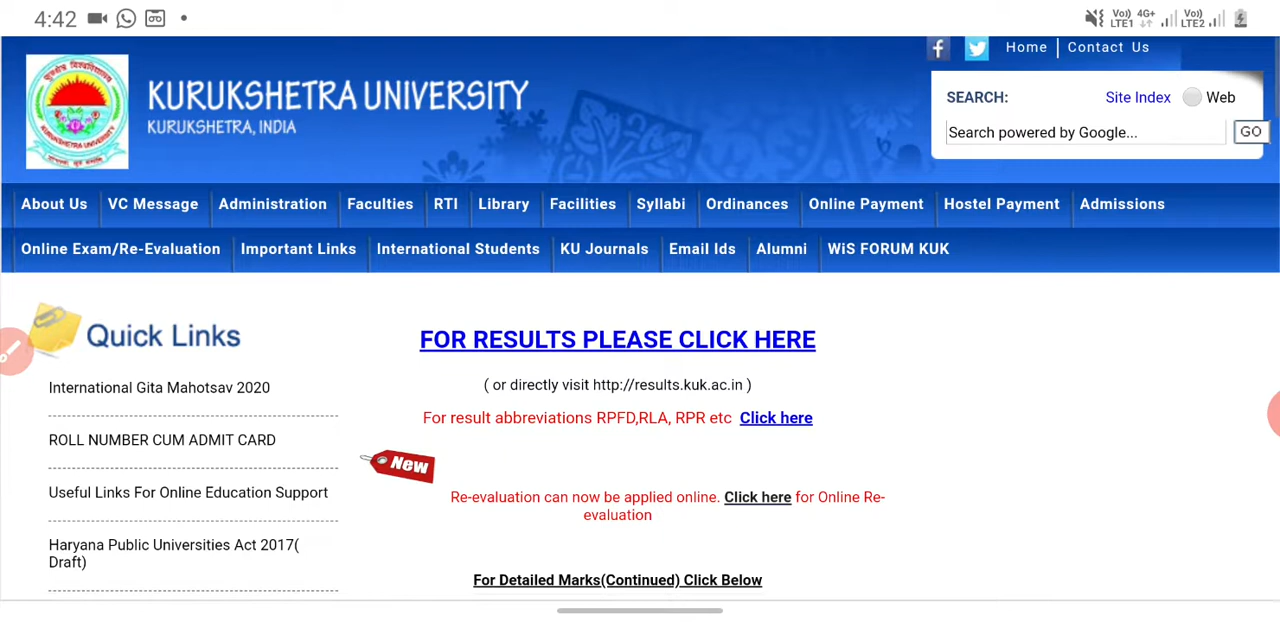 4:42
Vo)) LTE1 4G+ Vo)) LTE2
f Home | Contact Us
KURUKSHETRA UNIVERSITY
KURUKSHETRA, INDIA
SEARCH: Site Index Web
Search powered by Google... GO
About Us VC Message Administration Faculties RTI Library Facilities Syllabi Ordinances Online Payment Hostel Payment Admissions
Online Exam/Re-Evaluation Important Links International Students KU Journals Email Ids Alumni WiS FORUM KUK
Quick Links
International Gita Mahotsav 2020
ROLL NUMBER CUM ADMIT CARD
Useful Links For Online Education Support
Haryana Public Universities Act 2017(
Draft)
FOR RESULTS PLEASE CLICK HERE
( or directly visit http://results.kuk.ac.in )
For result abbreviations RPFD,RLA, RPR etc Click here
New
Re-evaluation can now be applied online. Click here for Online Re-
evaluation
For Detailed Marks(Continued) Click Below